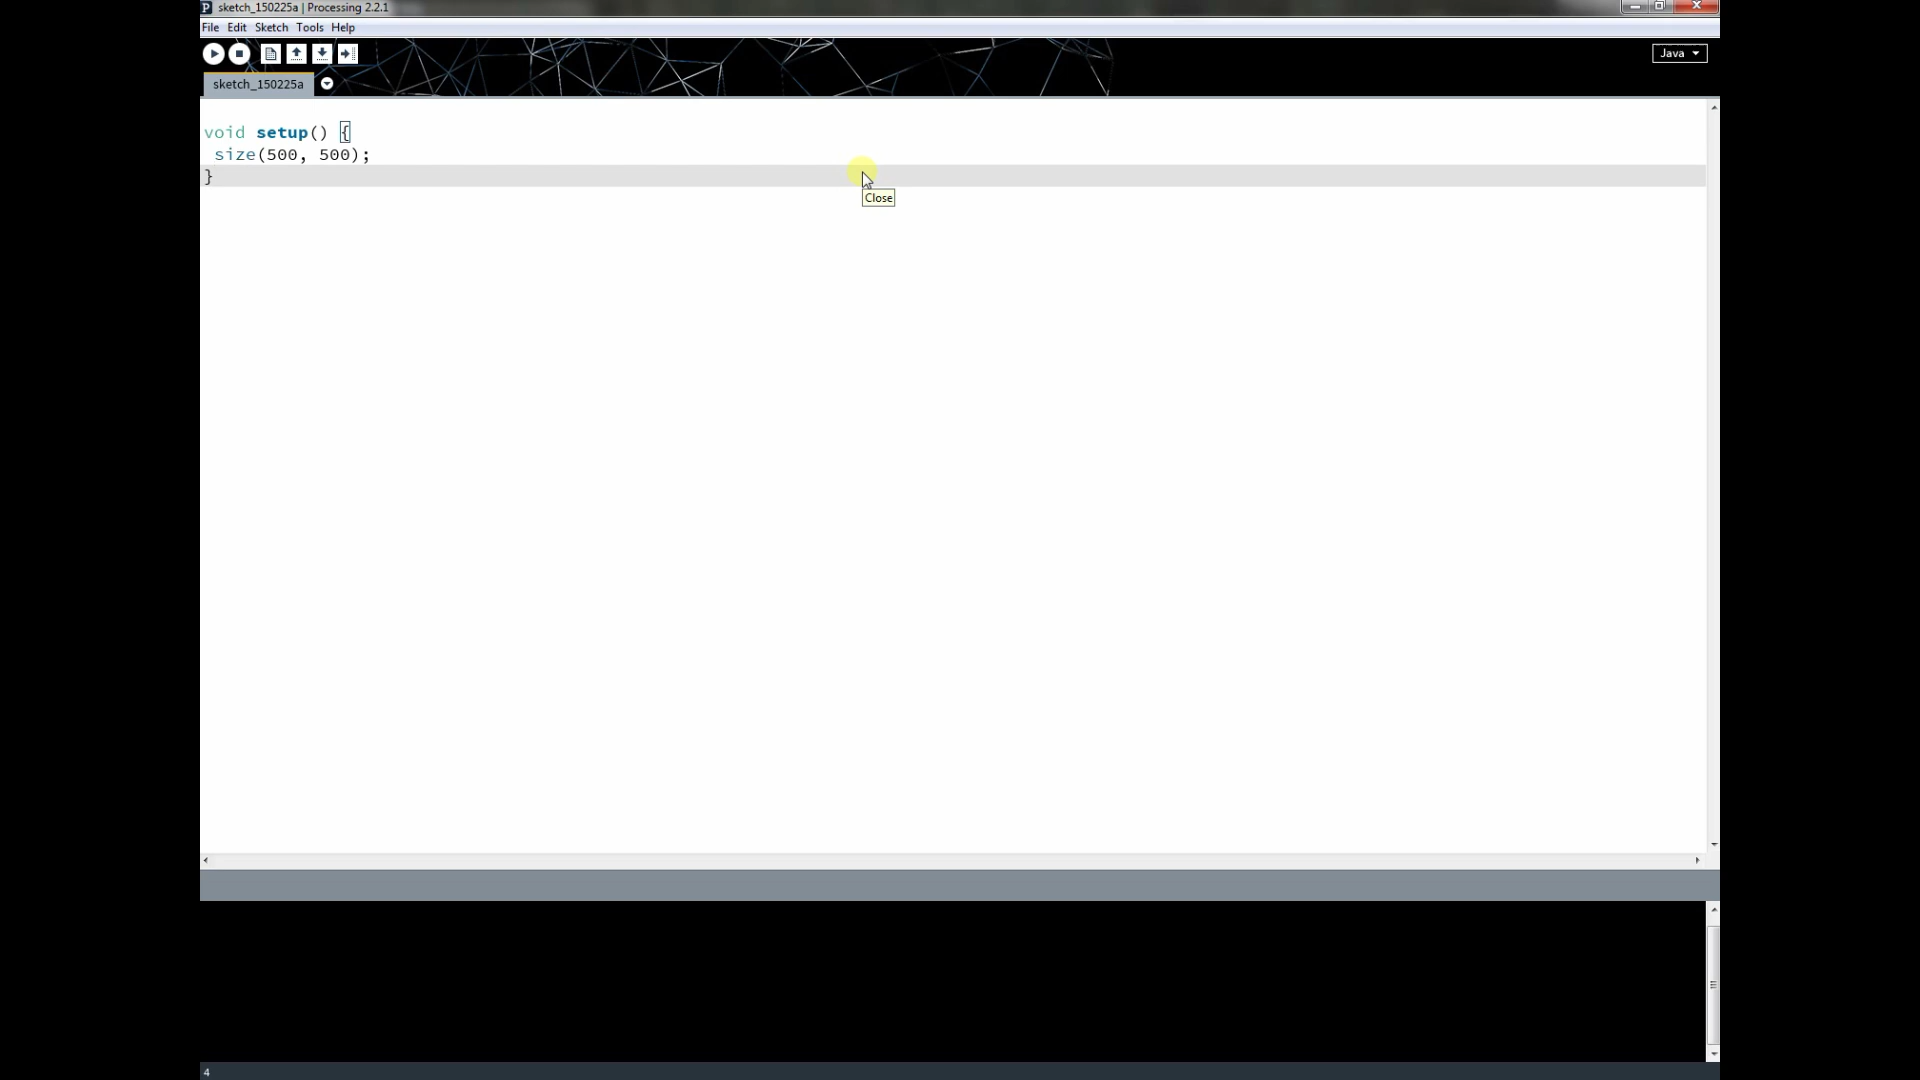 sketch_150225a | Processing 2.2.1
File Edit Sketch Tools Help
Java
sketch_150225a
void setup() {
size(500, 500);
}
Close
4